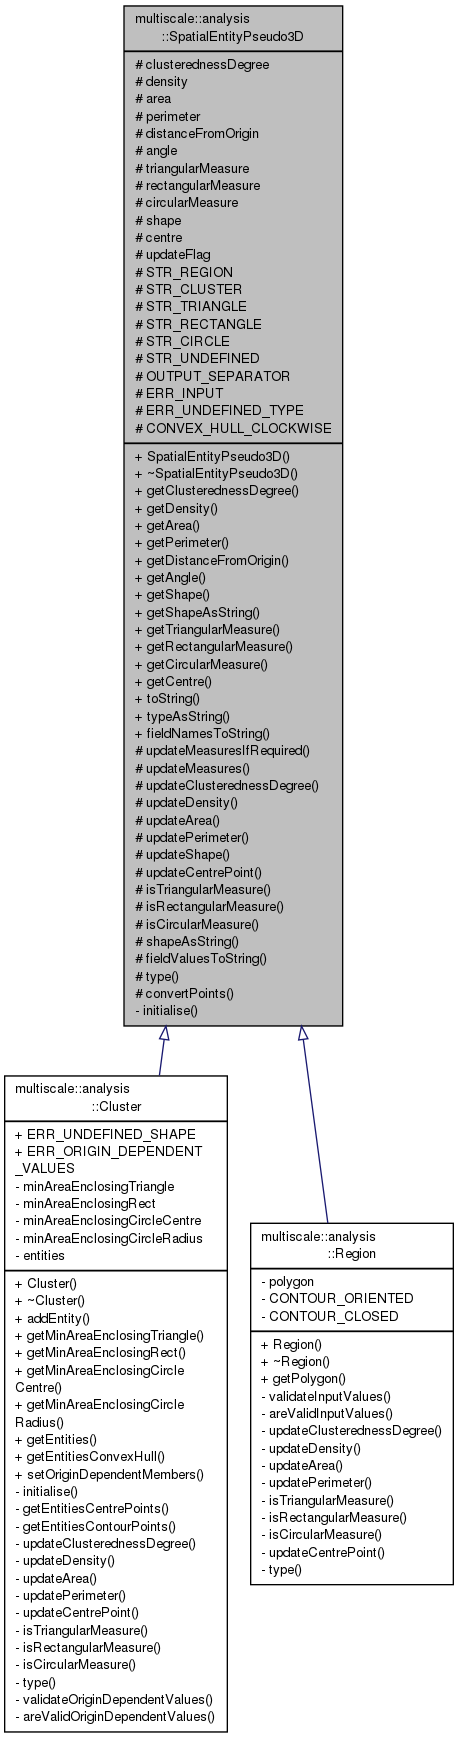 multiscale::analysis
::SpatialEntityPseudo3D
# clusterednessDegree
# density
# area
# perimeter
# distanceFromOrigin
# angle
# triangularMeasure
# rectangularMeasure
# circularMeasure
# shape
# centre
# updateFlag
# STR_REGION
# STR_CLUSTER
# STR_TRIANGLE
# STR_RECTANGLE
# STR_CIRCLE
# STR_UNDEFINED
# OUTPUT_SEPARATOR
# ERR_INPUT
# ERR_UNDEFINED_TYPE
# CONVEX_HULL_CLOCKWISE
+ SpatialEntityPseudo3D()
+ ~SpatialEntityPseudo3D()
+ getClusterednessDegree()
+ getDensity()
+ getArea()
+ getPerimeter()
+ getDistanceFromOrigin()
+ getAngle()
+ getShape()
+ getShapeAsString()
+ getTriangularMeasure()
+ getRectangularMeasure()
+ getCircularMeasure()
+ getCentre()
+ toString()
+ typeAsString()
+ fieldNamesToString()
# updateMeasuresIfRequired()
# updateMeasures()
# updateClusterednessDegree()
# updateDensity()
# updateArea()
# updatePerimeter()
# updateShape()
# updateCentrePoint()
# isTriangularMeasure()
# isRectangularMeasure()
# isCircularMeasure()
# shapeAsString()
# fieldValuesToString()
# type()
# convertPoints()
- initialise()
multiscale::analysis
::Cluster
+ ERR_UNDEFINED_SHAPE
+ ERR_ORIGIN_DEPENDENT
_VALUES
- minAreaEnclosingTriangle
- minAreaEnclosingRect
- minAreaEnclosingCircleCentre
- minAreaEnclosingCircleRadius
- entities
+ Cluster()
+ ~Cluster()
+ addEntity()
+ getMinAreaEnclosingTriangle()
+ getMinAreaEnclosingRect()
+ getMinAreaEnclosingCircle
Centre()
+ getMinAreaEnclosingCircle
Radius()
+ getEntities()
+ getEntitiesConvexHull()
+ setOriginDependentMembers()
- initialise()
- getEntitiesCentrePoints()
- getEntitiesContourPoints()
- updateClusterednessDegree()
- updateDensity()
- updateArea()
- updatePerimeter()
- updateCentrePoint()
- isTriangularMeasure()
- isRectangularMeasure()
- isCircularMeasure()
- type()
- validateOriginDependentValues()
- areValidOriginDependentValues()
multiscale::analysis
::Region
- polygon
- CONTOUR_ORIENTED
- CONTOUR_CLOSED
+ Region()
+ ~Region()
+ getPolygon()
- validateInputValues()
- areValidInputValues()
- updateClusterednessDegree()
- updateDensity()
- updateArea()
- updatePerimeter()
- isTriangularMeasure()
- isRectangularMeasure()
- isCircularMeasure()
- updateCentrePoint()
- type()